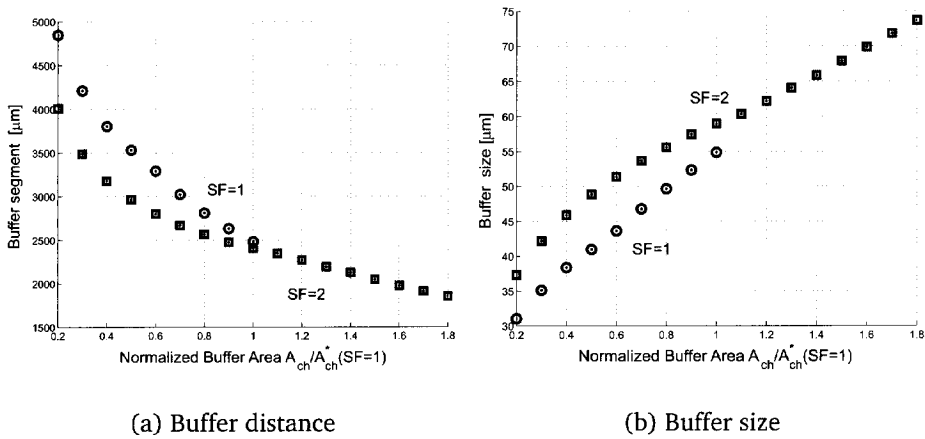 5000
4500
4000
3500
3000
2500
2000
1500
Buffer segment [µm]
SF=1
SF=2
0.2 0.4 0.6 0.8 1.0 1.2 1.4 1.6 1.8
Normalized Buffer Area A_ch/A*_ch(SF=1)
(a) Buffer distance
75
70
65
60
55
50
45
40
35
30
Buffer size [µm]
SF=2
SF=1
0.2 0.4 0.6 0.8 1.0 1.2 1.4 1.6 1.8
Normalized Buffer Area A_ch/A*_ch(SF=1)
(b) Buffer size